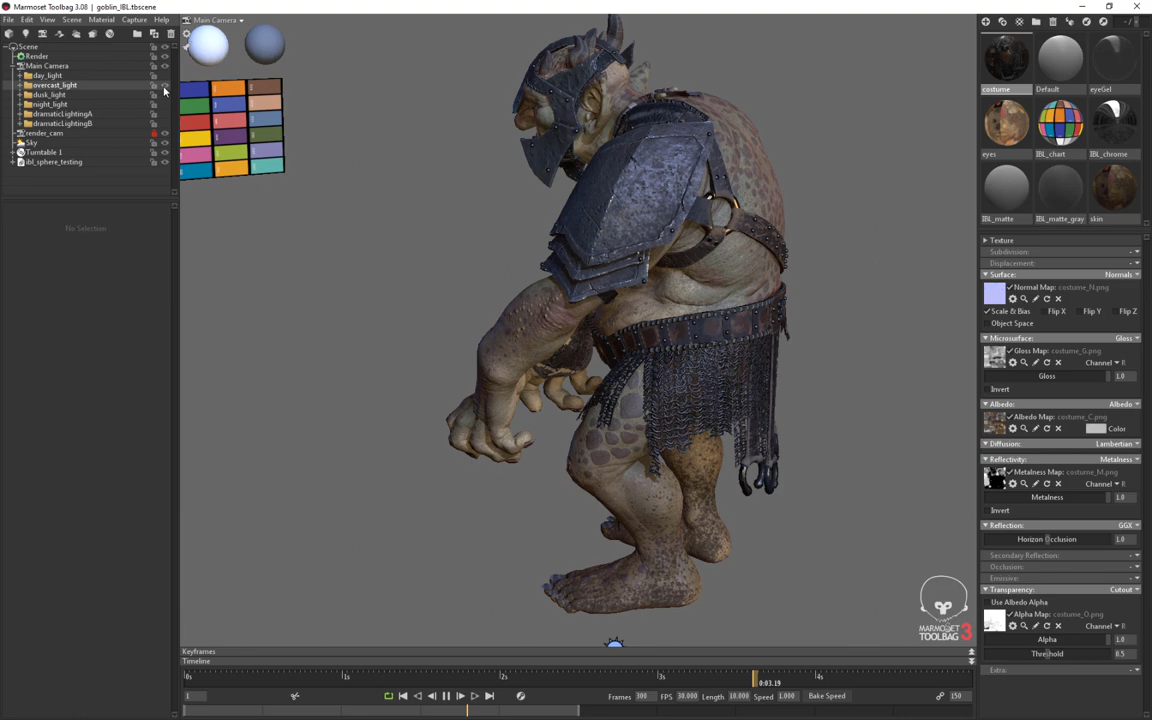 Marmoset Toolbag 3.08 | goblin_IBL.tbscene
File Edit View Scene Material Capture Help
Main Camera
Scene
Render
Main Camera
day_light
overcast_light
dusk_light
night_light
dramaticLightingA
dramaticLightingB
render_cam
Sky
Turntable 1
ibl_sphere_testing
No Selection
costume Default eyeGel
eyes IBL_chart IBL_chrome
IBL_matte IBL_matte_gray skin
Texture
Subdivision:
Displacement:
Surface: Normals
Normal Map: costume_N.png
Scale & Bias Flip X Flip Y Flip Z
Object Space
Microsurface: Gloss
Gloss Map: costume_G.png
Channel R
Gloss 1.0
Invert
Albedo: Albedo
Albedo Map: costume_C.png
Color
Diffusion: Lambertian
Reflectivity: Metalness
Metalness Map: costume_M.png
Channel R
Metalness 1.0
Invert
Reflection: GGX
Horizon Occlusion 1.0
Secondary Reflection:
Occlusion:
Emissive:
Transparency: Cutout
Use Albedo Alpha
Alpha Map: costume_O.png
Channel R
Alpha 1.0
Threshold 0.5
Extra:
MARMOSET
TOOLBAG 3
Keyframes
Timeline
0s 1s 2s 3s 4s
0:03.19
1 Frames 300 FPS 30.000 Length 10.000 Speed 1.000 Bake Speed 150